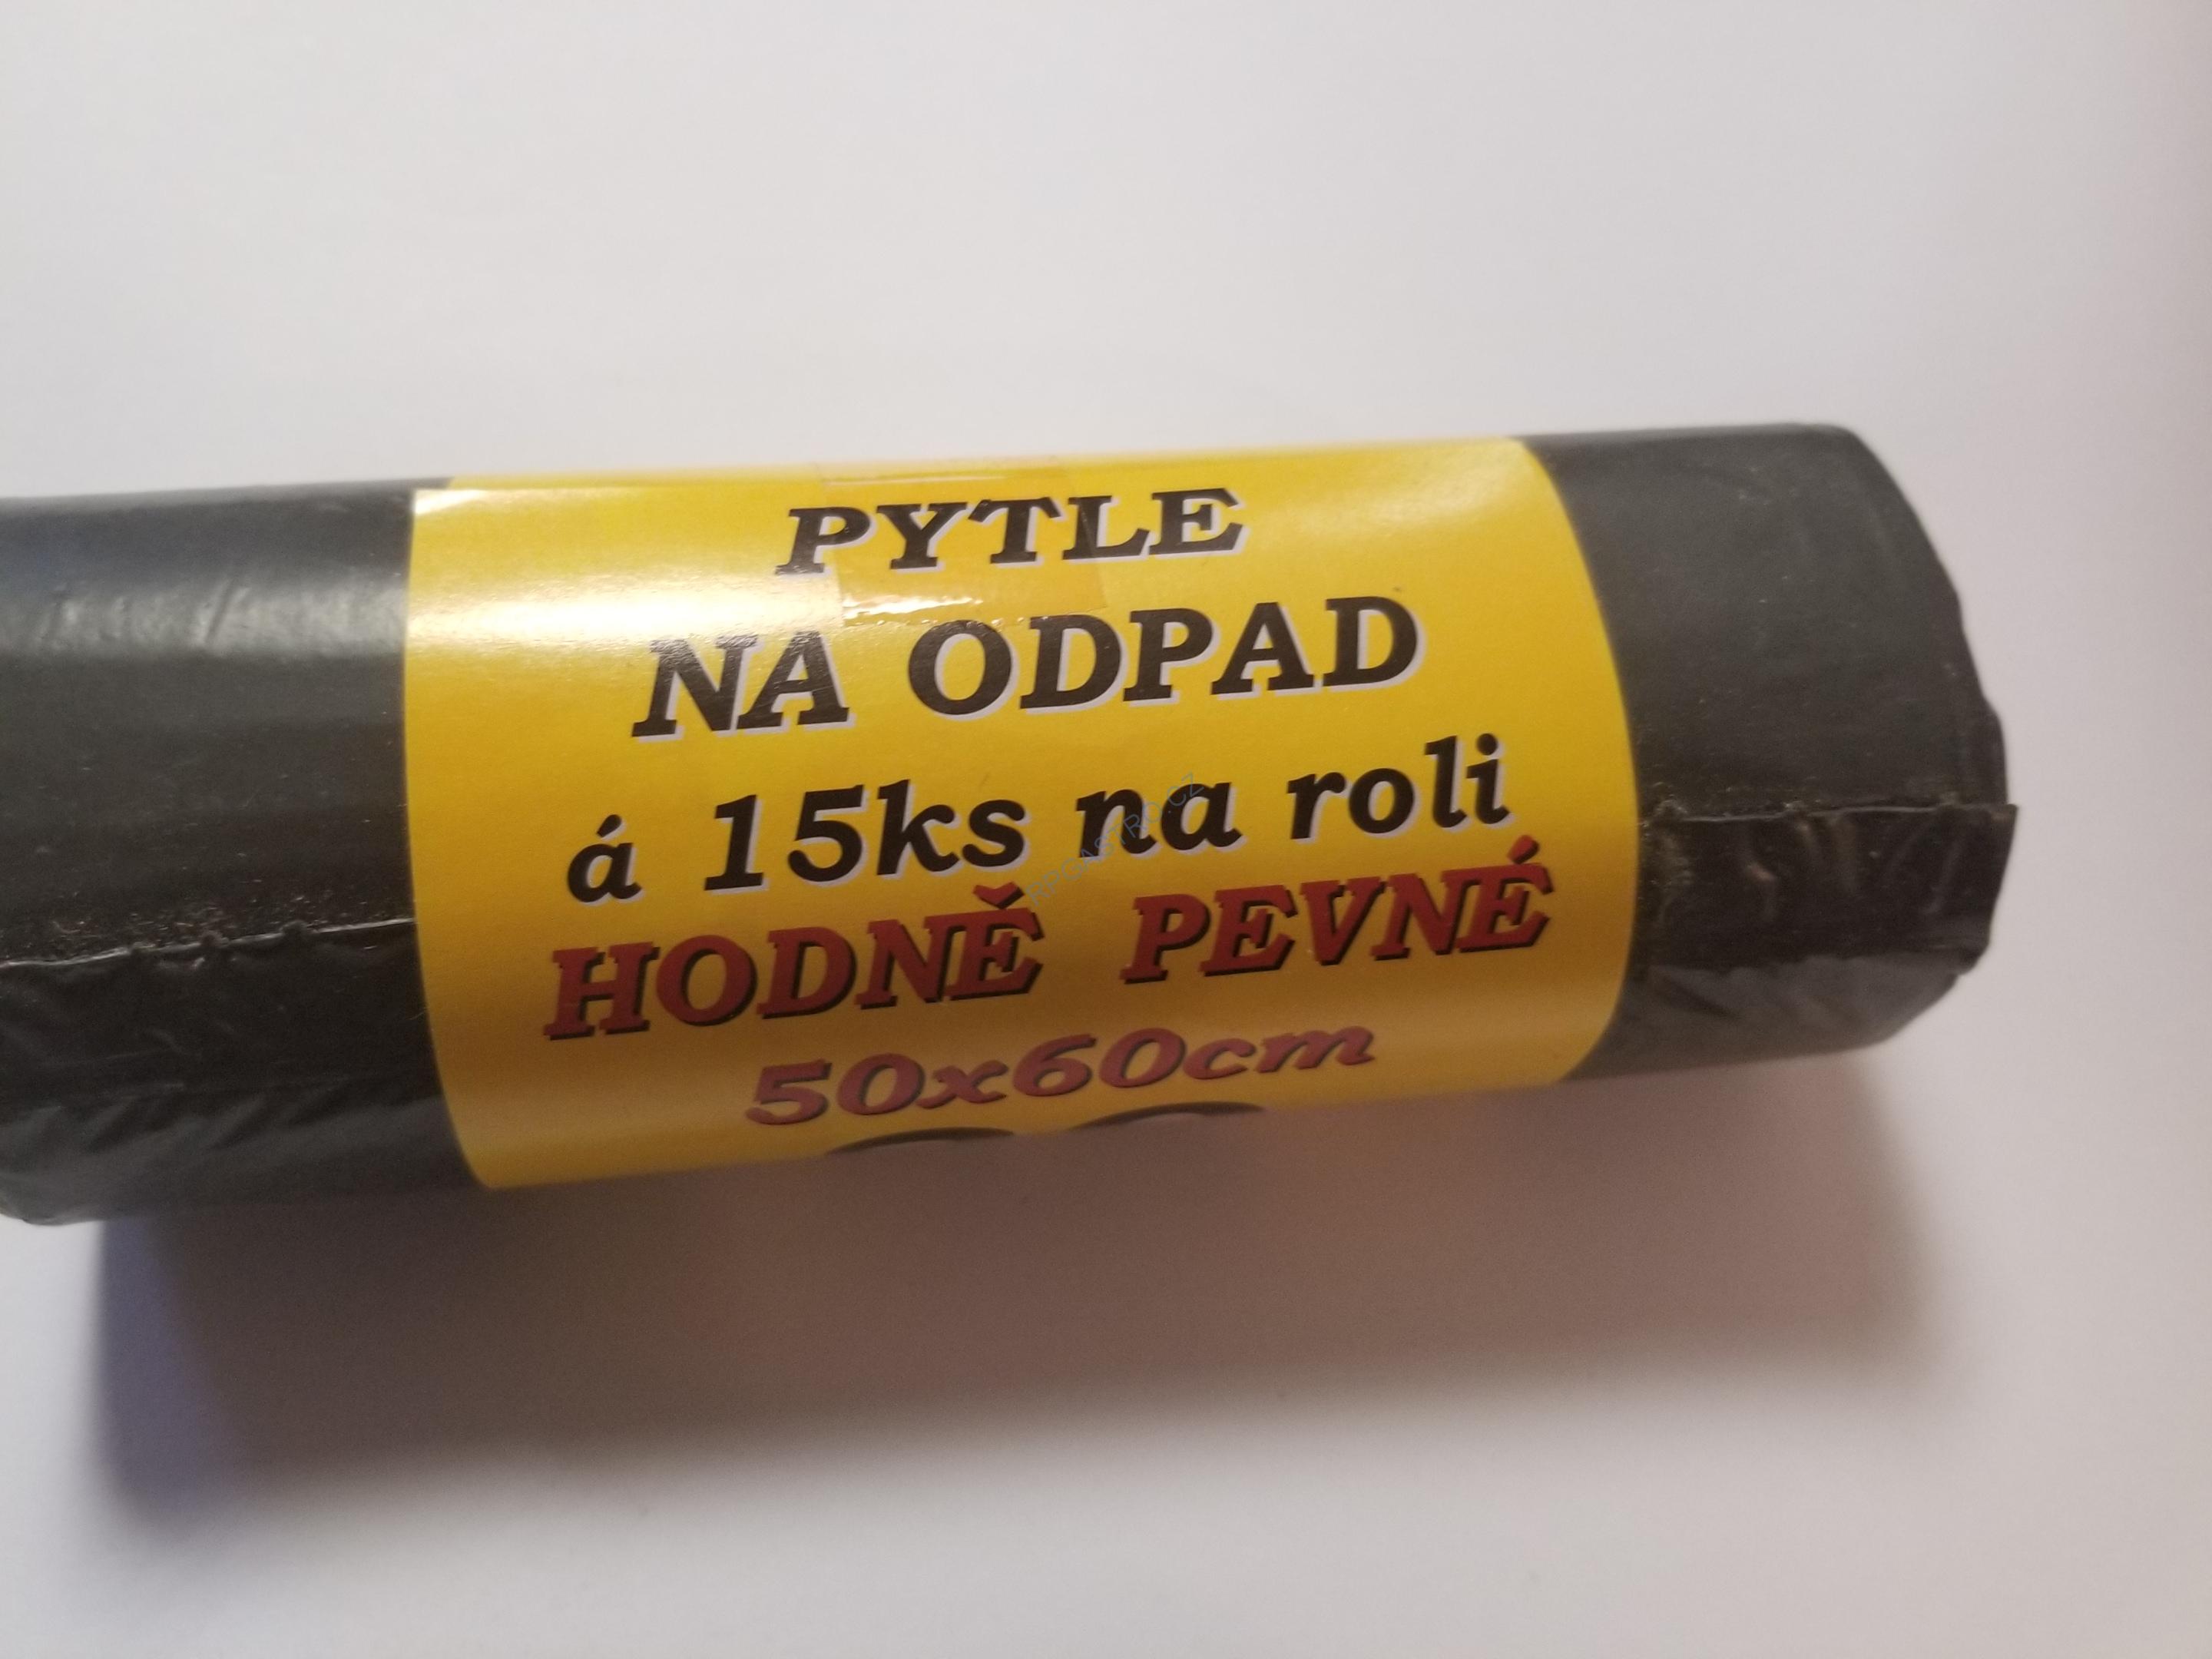 PYTLE
NA ODPAD
á 15ks na roli
HODNĚ PEVNÉ
50x60cm